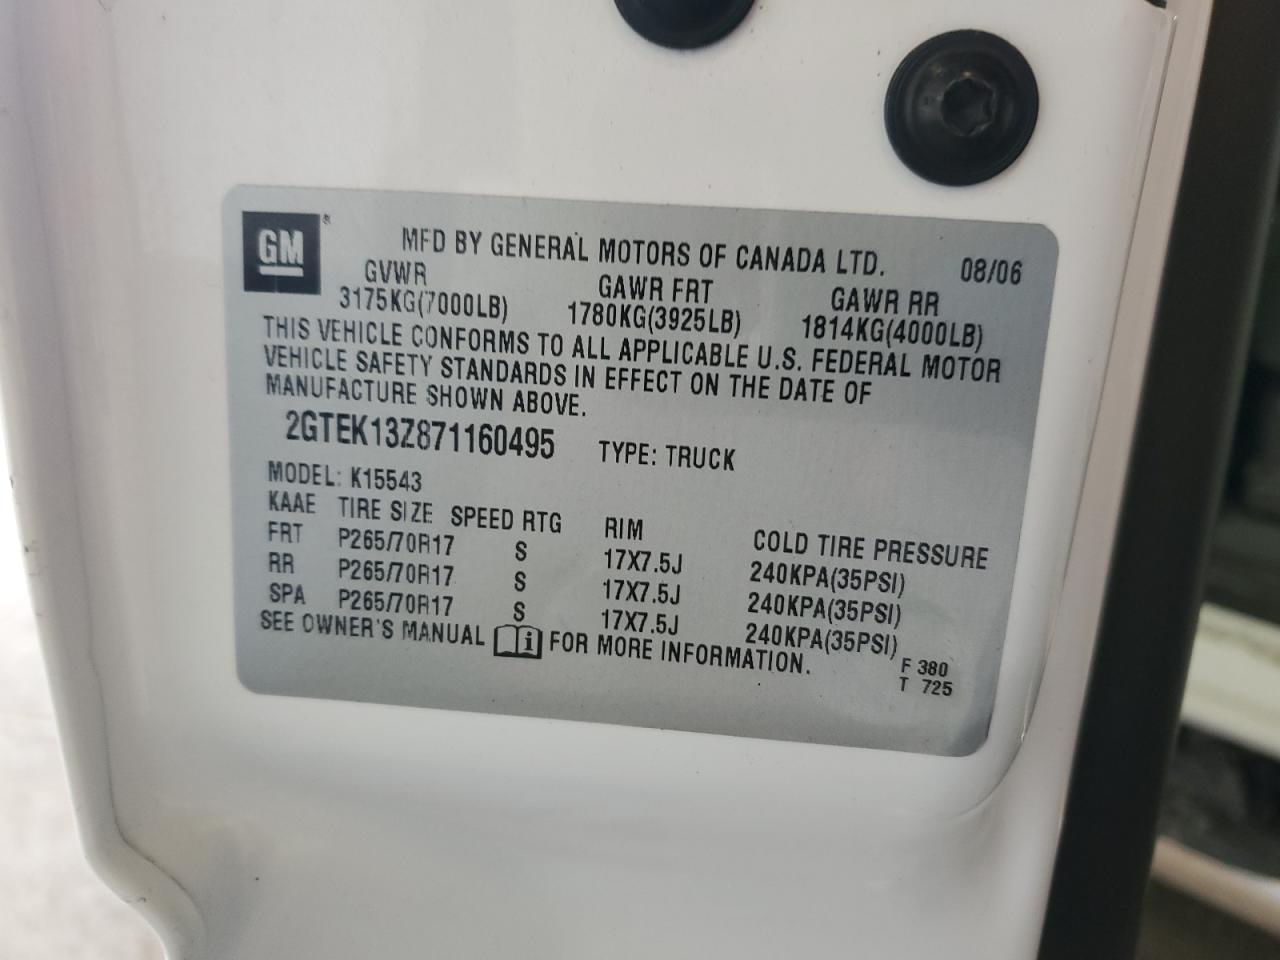 GM®
MFD BY GENERAL MOTORS OF CANADA LTD. 08/06
GVWR GAWR FRT GAWR RR
3175KG(7000LB) 1780KG(3925LB) 1814KG(4000LB)
THIS VEHICLE CONFORMS TO ALL APPLICABLE U.S. FEDERAL MOTOR
VEHICLE SAFETY STANDARDS IN EFFECT ON THE DATE OF
MANUFACTURE SHOWN ABOVE.
2GTEK13Z871160495 TYPE: TRUCK
MODEL: K15543
KAAE TIRE SIZE SPEED RTG RIM COLD TIRE PRESSURE
FRT P265/70R17 S 17X7.5J 240KPA(35PSI)
RR P265/70R17 S 17X7.5J 240KPA(35PSI)
SPA P265/70R17 S 17X7.5J 240KPA(35PSI)
SEE OWNER'S MANUAL i FOR MORE INFORMATION.
F 380
T 725